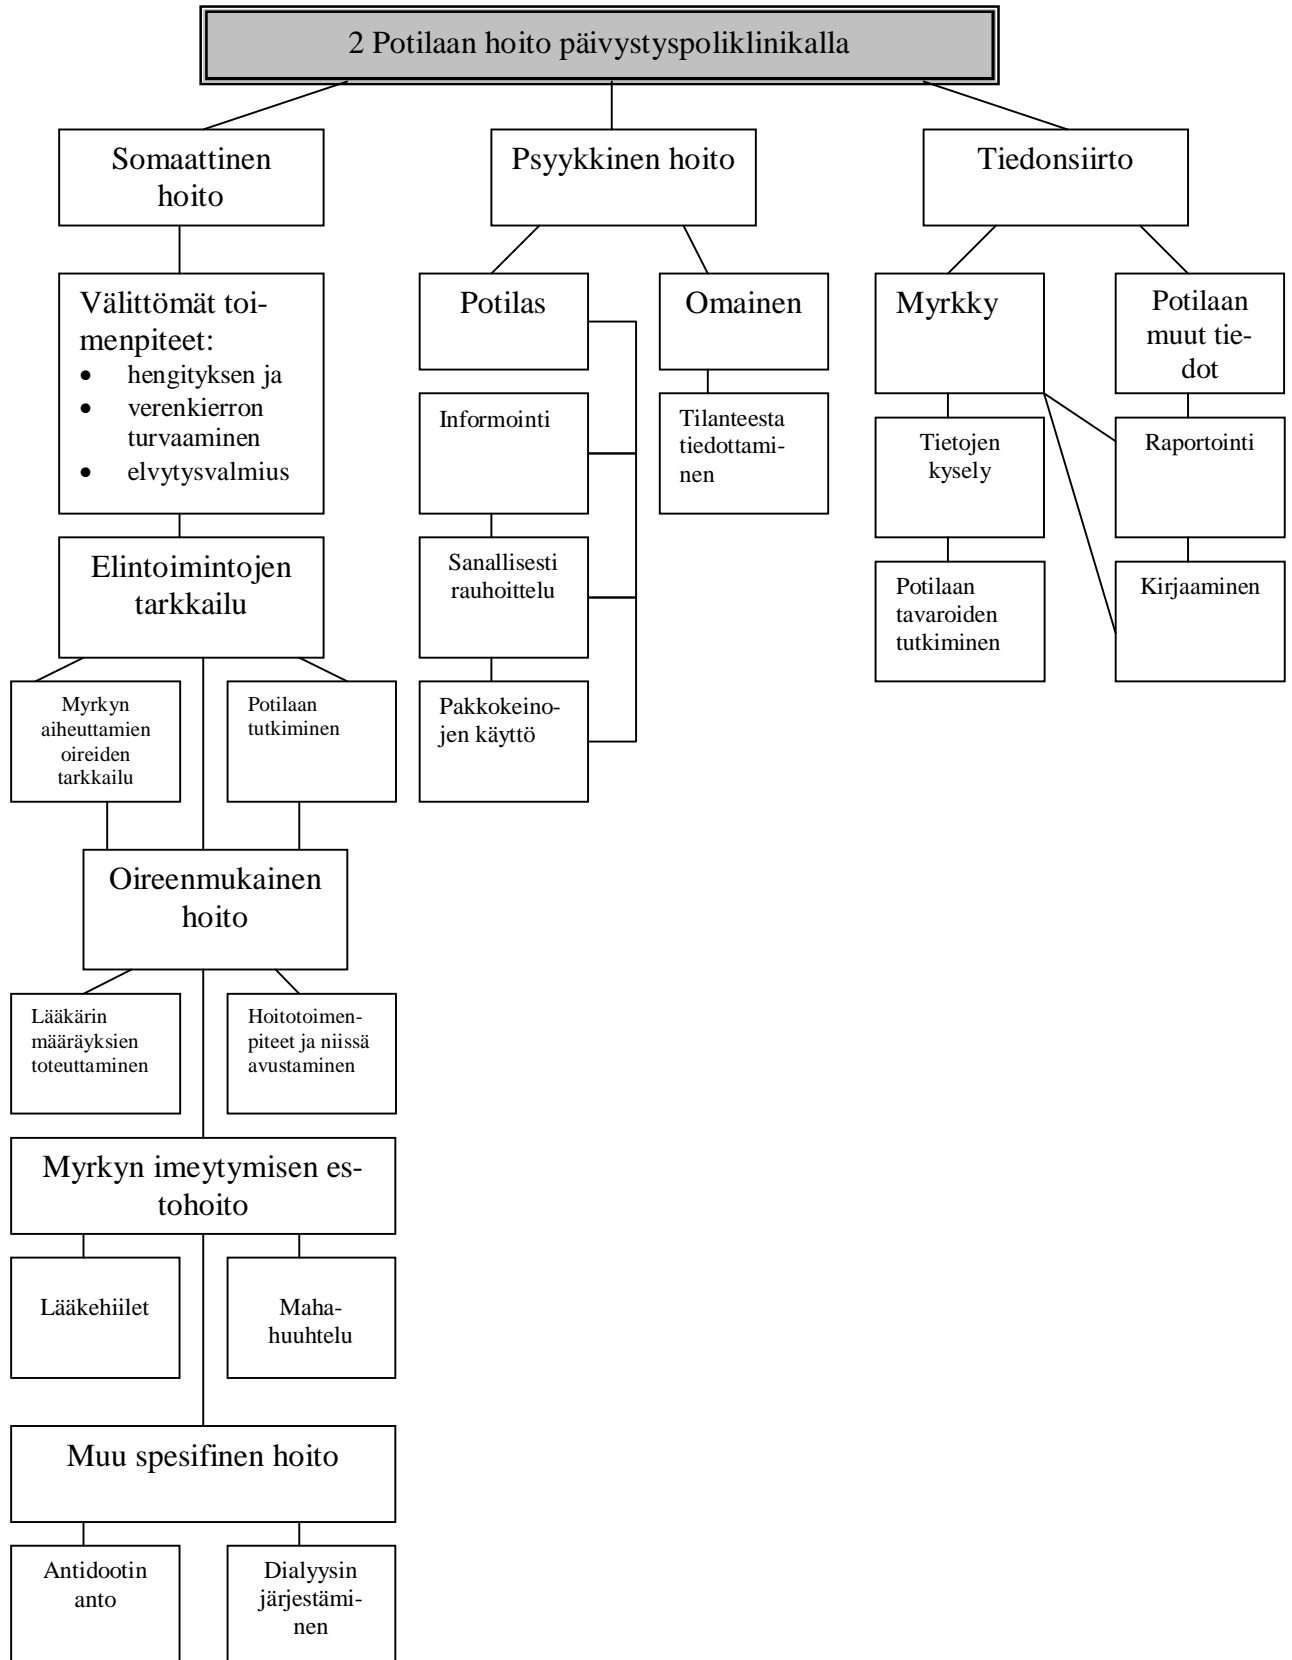 2 Potilaan hoito päivystyspoliklinikalla
Somaattinen
hoito
Psyykkinen hoito
Tiedonsiirto
Välittömät toi-
menpiteet:
• hengityksen ja
• verenkierron
turvaaminen
• elvytysvalmius
Potilas
Omainen
Myrkky
Potilaan
muut tie-
dot
Informointi
Tilanteesta
tiedottami-
nen
Tietojen
kysely
Raportointi
Elintoimintojen
tarkkailu
Sanallisesti
rauhoittelu
Potilaan
tavaroiden
tutkiminen
Kirjaaminen
Myrkyn
aiheuttamien
oireiden
tarkkailu
Potilaan
tutkiminen
Pakkokeino-
jen käyttö
Oireenmukainen
hoito
Lääkärin
määräyksien
toteuttaminen
Hoitotoimen-
piteet ja niissä
avustaminen
Myrkyn imeytymisen es-
tohoito
Lääkehiilet
Maha-
huuhtelu
Muu spesifinen hoito
Antidootin
anto
Dialyysin
järjestämi-
nen